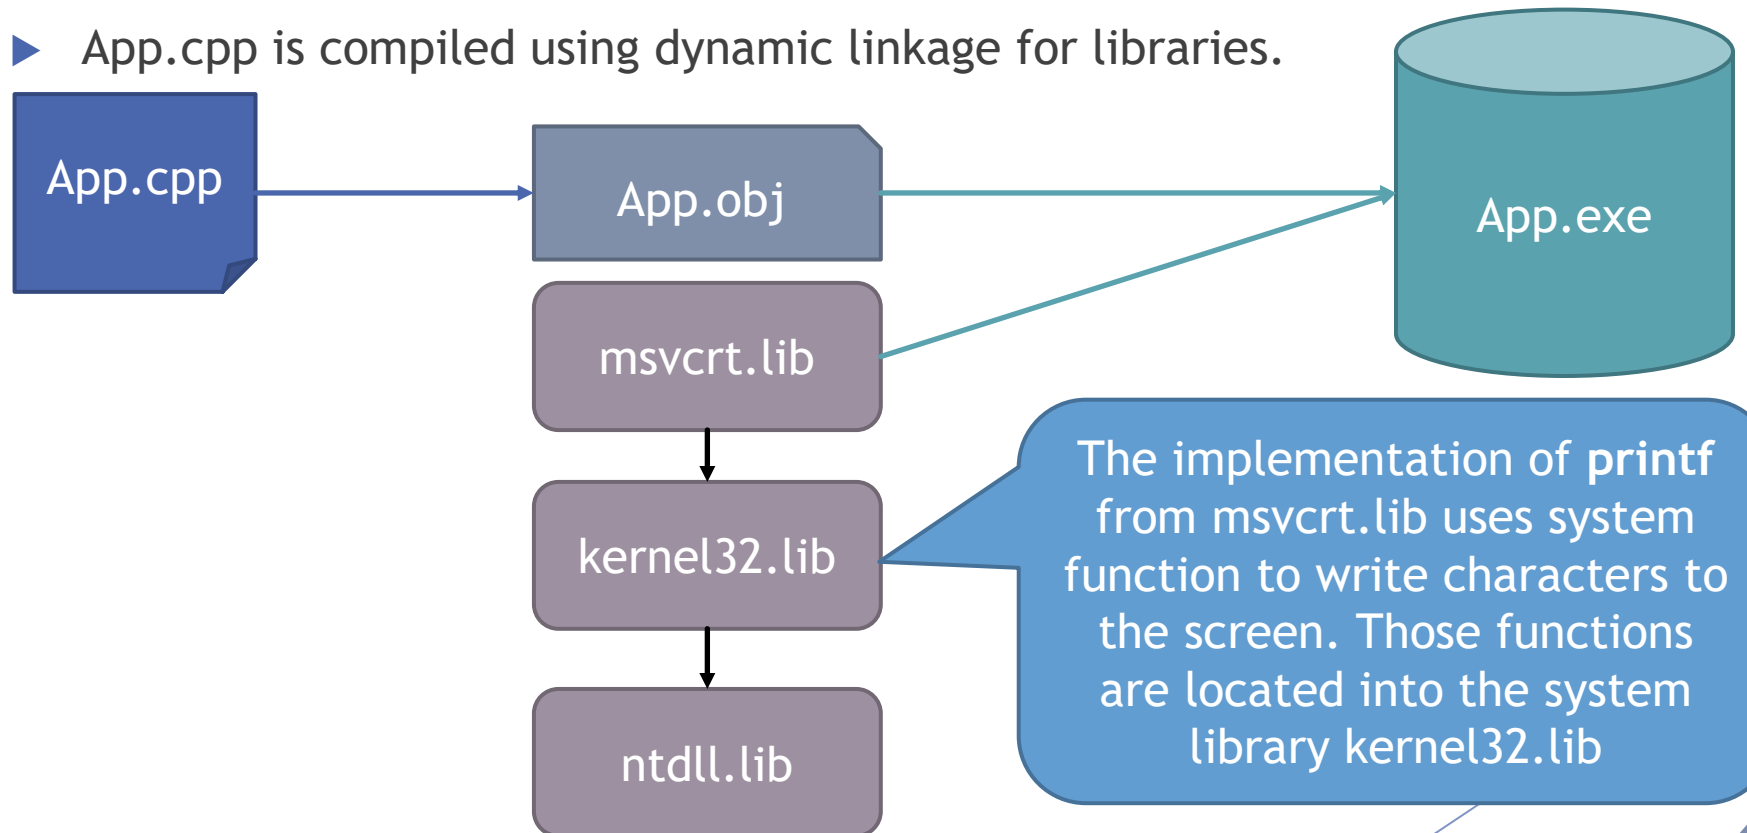 App.cpp is compiled using dynamic linkage for libraries.
App.cpp
App.obj
App.exe
msvcrt.lib
kernel32.lib
ntdll.lib
The implementation of printf
from msvcrt.lib uses system
function to write characters to
the screen. Those functions
are located into the system
library kernel32.lib